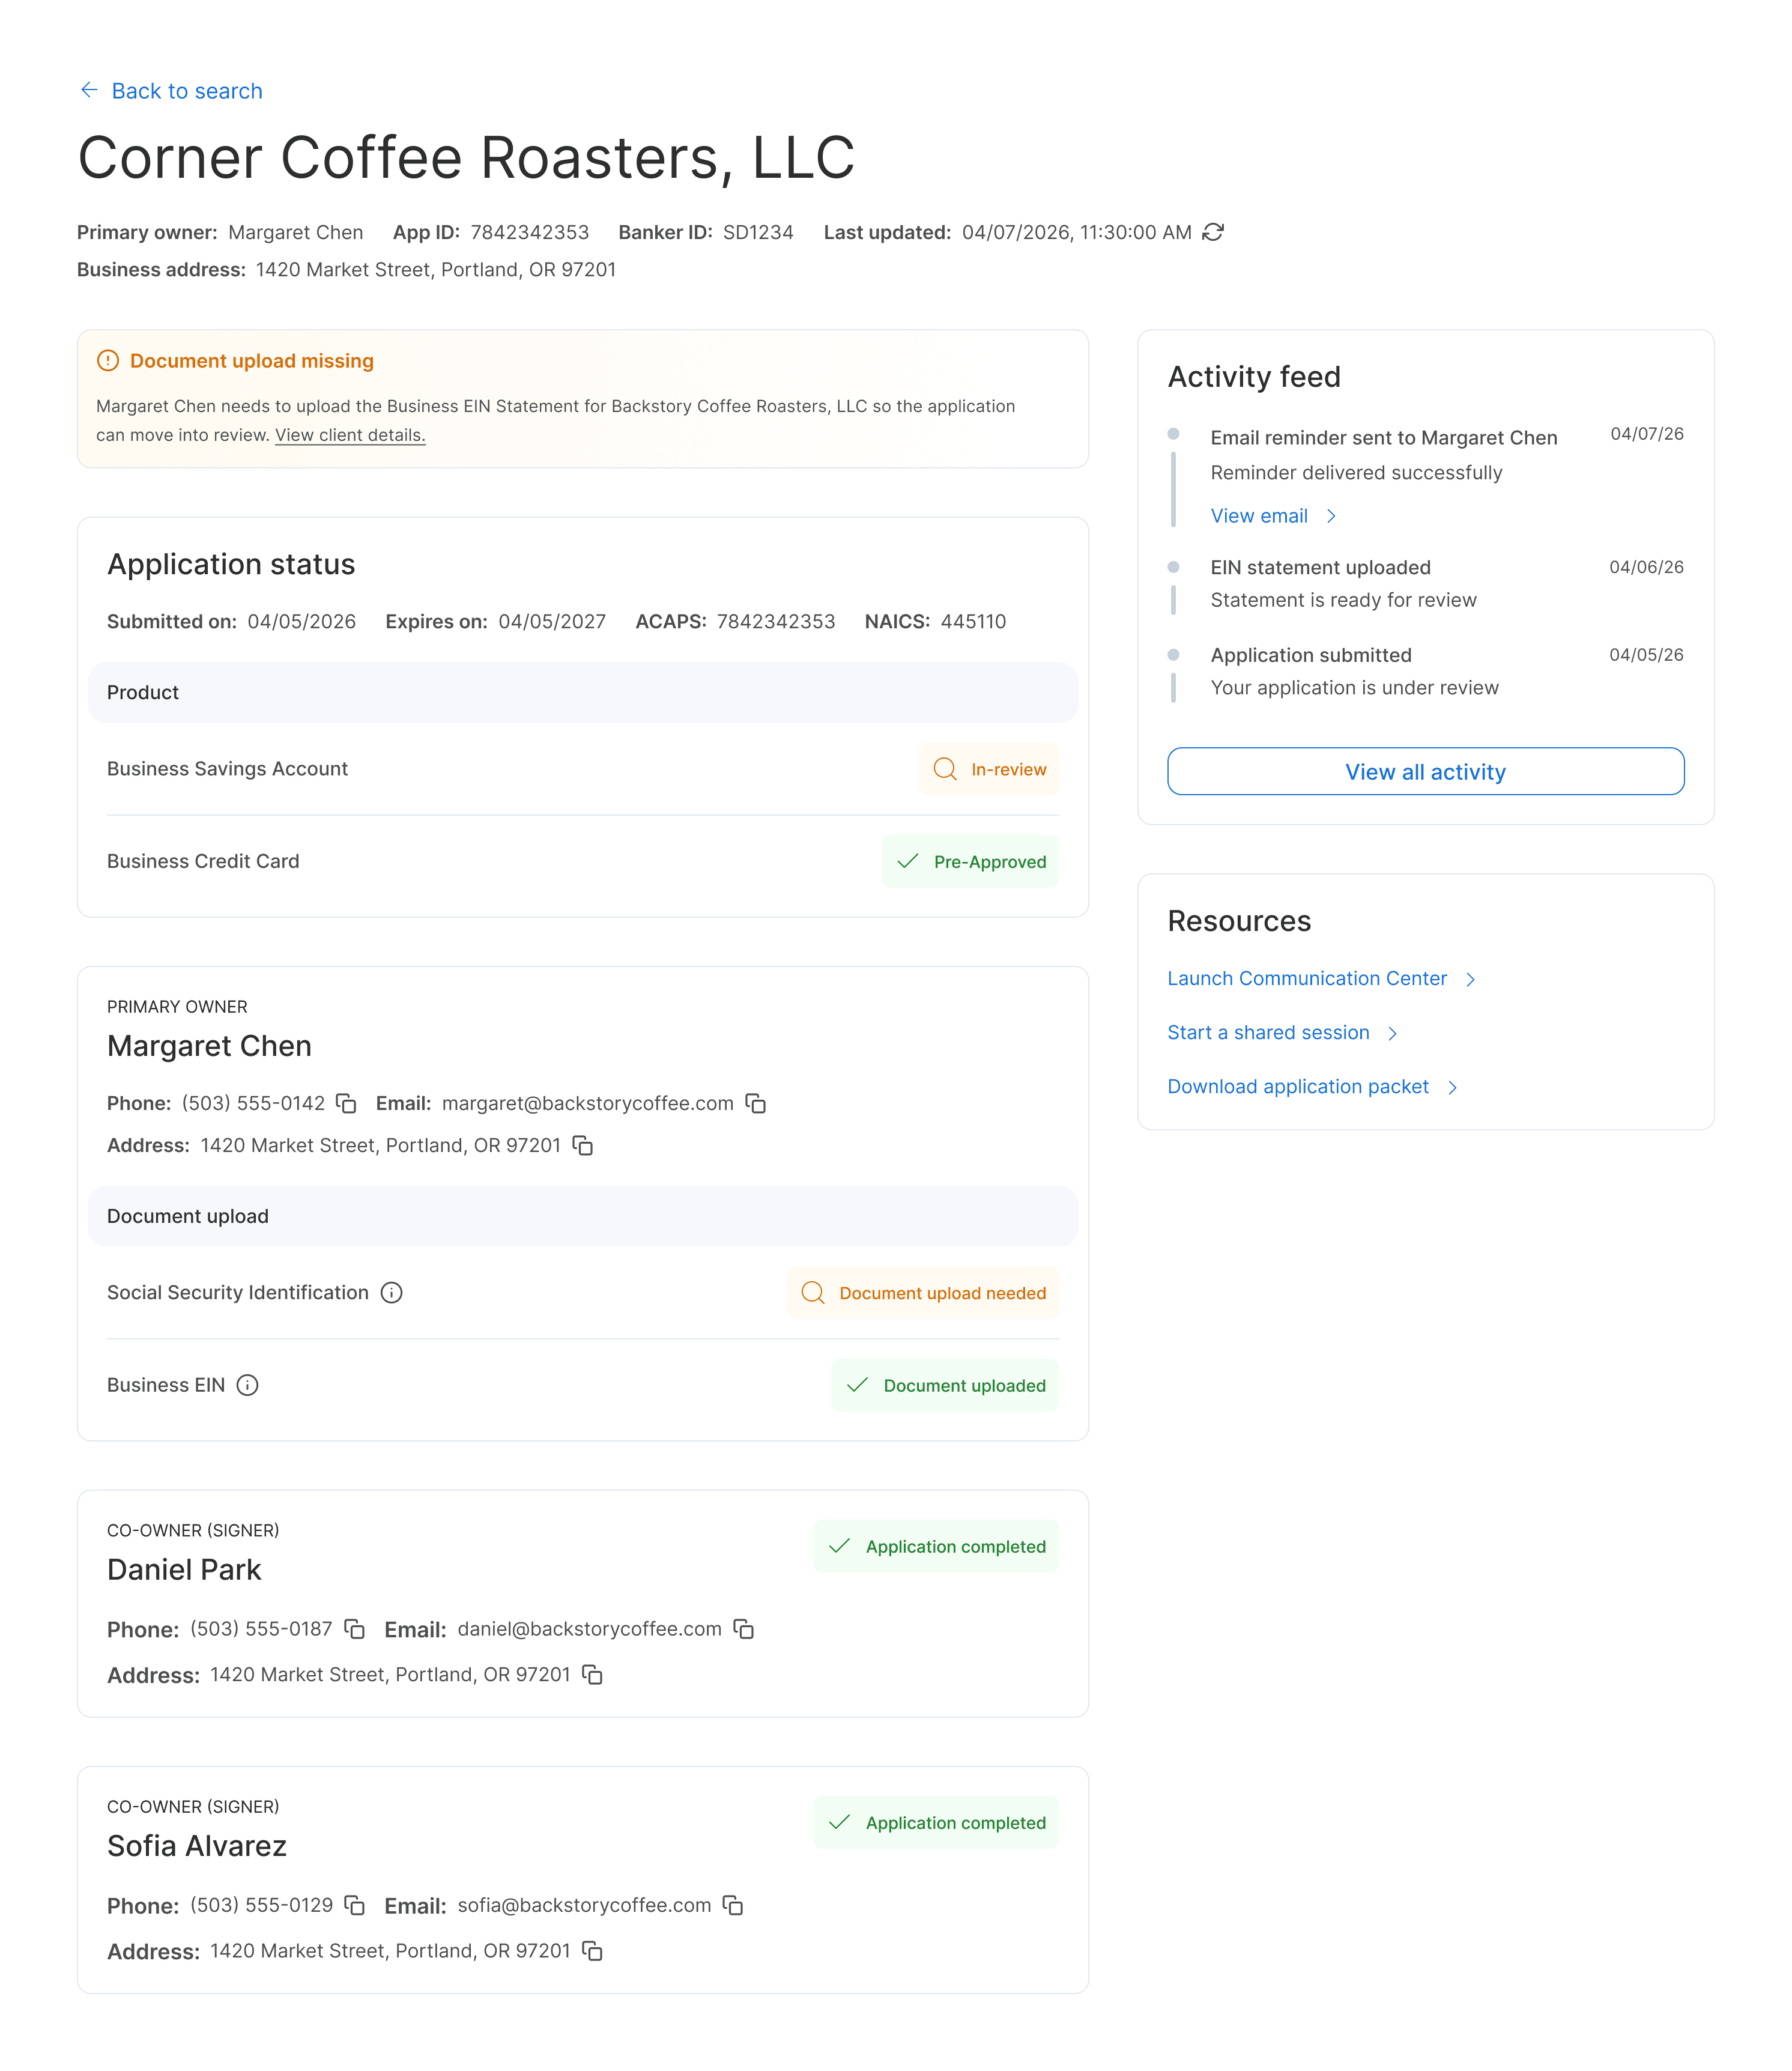 Back to search
Corner Coffee Roasters, LLC
Primary owner: Margaret Chen App ID: 7842342353 Banker ID: SD1234 Last updated: 04/07/2026, 11:30:00 AM
Business address: 1420 Market Street, Portland, OR 97201
Document upload missing
Margaret Chen needs to upload the Business EIN Statement for Backstory Coffee Roasters, LLC so the application
can move into review. View client details.
Application status
Submitted on: 04/05/2026 Expires on: 04/05/2027 ACAPS: 7842342353 NAICS: 445110
Product
Business Savings Account In-review
Business Credit Card Pre-Approved
PRIMARY OWNER
Margaret Chen
Phone: (503) 555-0142 Email: margaret@backstorycoffee.com
Address: 1420 Market Street, Portland, OR 97201
Document upload
Social Security Identification Document upload needed
Business EIN Document uploaded
CO-OWNER (SIGNER)
Daniel Park
Application completed
Phone: (503) 555-0187 Email: daniel@backstorycoffee.com
Address: 1420 Market Street, Portland, OR 97201
CO-OWNER (SIGNER)
Sofia Alvarez
Application completed
Phone: (503) 555-0129 Email: sofia@backstorycoffee.com
Address: 1420 Market Street, Portland, OR 97201
Activity feed
Email reminder sent to Margaret Chen 04/07/26
Reminder delivered successfully
View email
EIN statement uploaded 04/06/26
Statement is ready for review
Application submitted 04/05/26
Your application is under review
View all activity
Resources
Launch Communication Center
Start a shared session
Download application packet